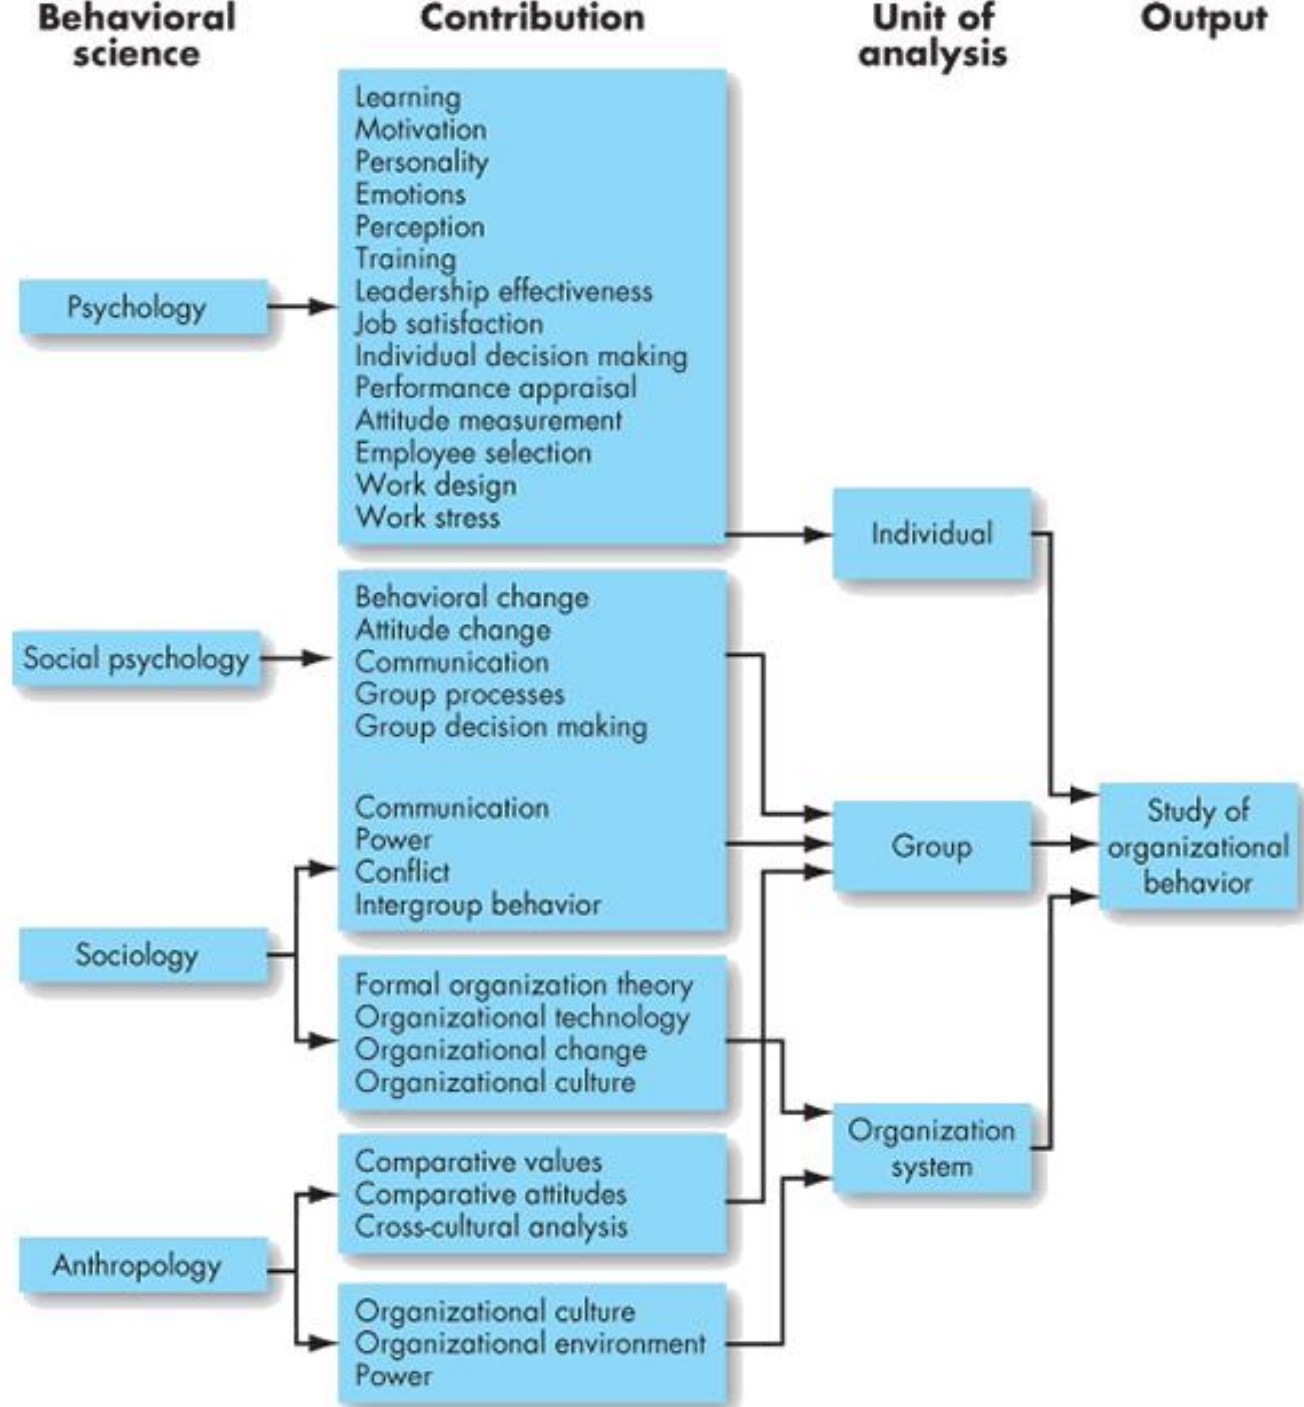 Behavioral
science
Contribution
Unit of
analysis
Output
Psychology
Learning
Motivation
Personality
Emotions
Perception
Training
Leadership effectiveness
Job satisfaction
Individual decision making
Performance appraisal
Attitude measurement
Employee selection
Work design
Work stress
Individual
Social psychology
Behavioral change
Attitude change
Communication
Group processes
Group decision making
Communication
Power
Conflict
Intergroup behavior
Group
Study of
organizational
behavior
Sociology
Formal organization theory
Organizational technology
Organizational change
Organizational culture
Organization
system
Anthropology
Comparative values
Comparative attitudes
Cross-cultural analysis
Organizational culture
Organizational environment
Power